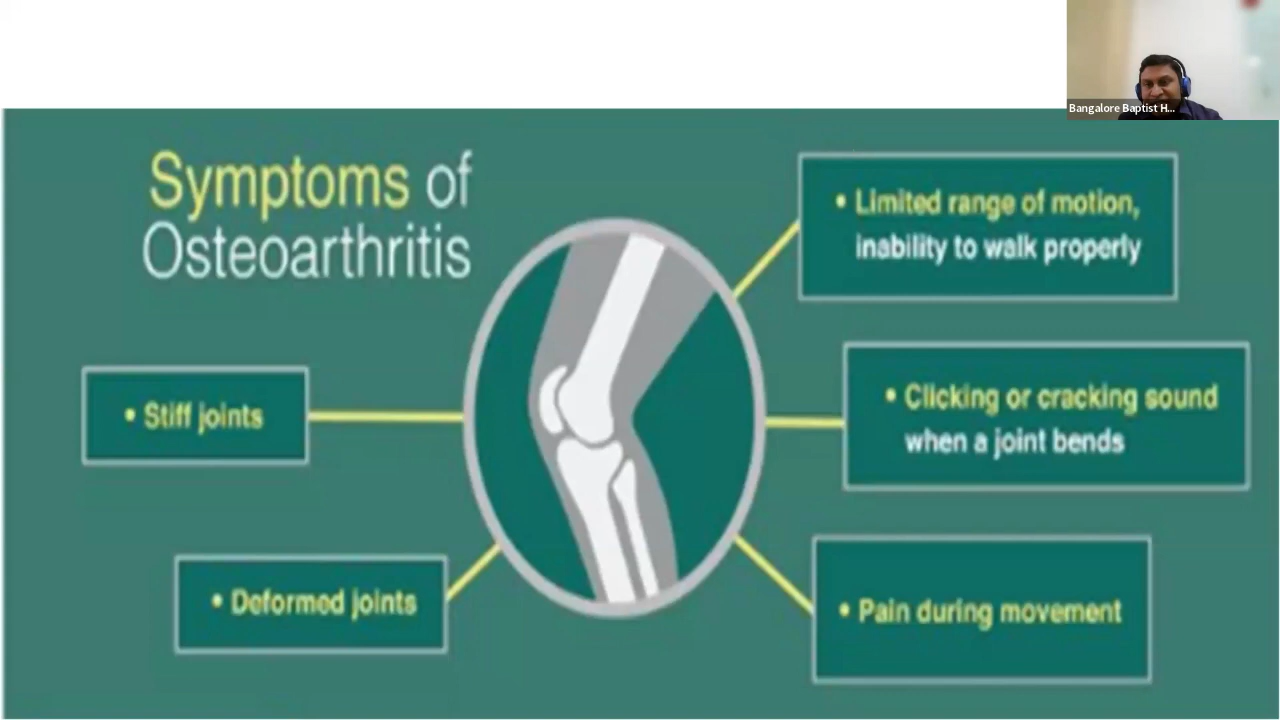 Bangalore Baptist H...
Symptoms of
Osteoarthritis
• Limited range of motion,
inability to walk properly
• Stiff joints
• Clicking or cracking sound
when a joint bends
• Deformed joints
• Pain during movement